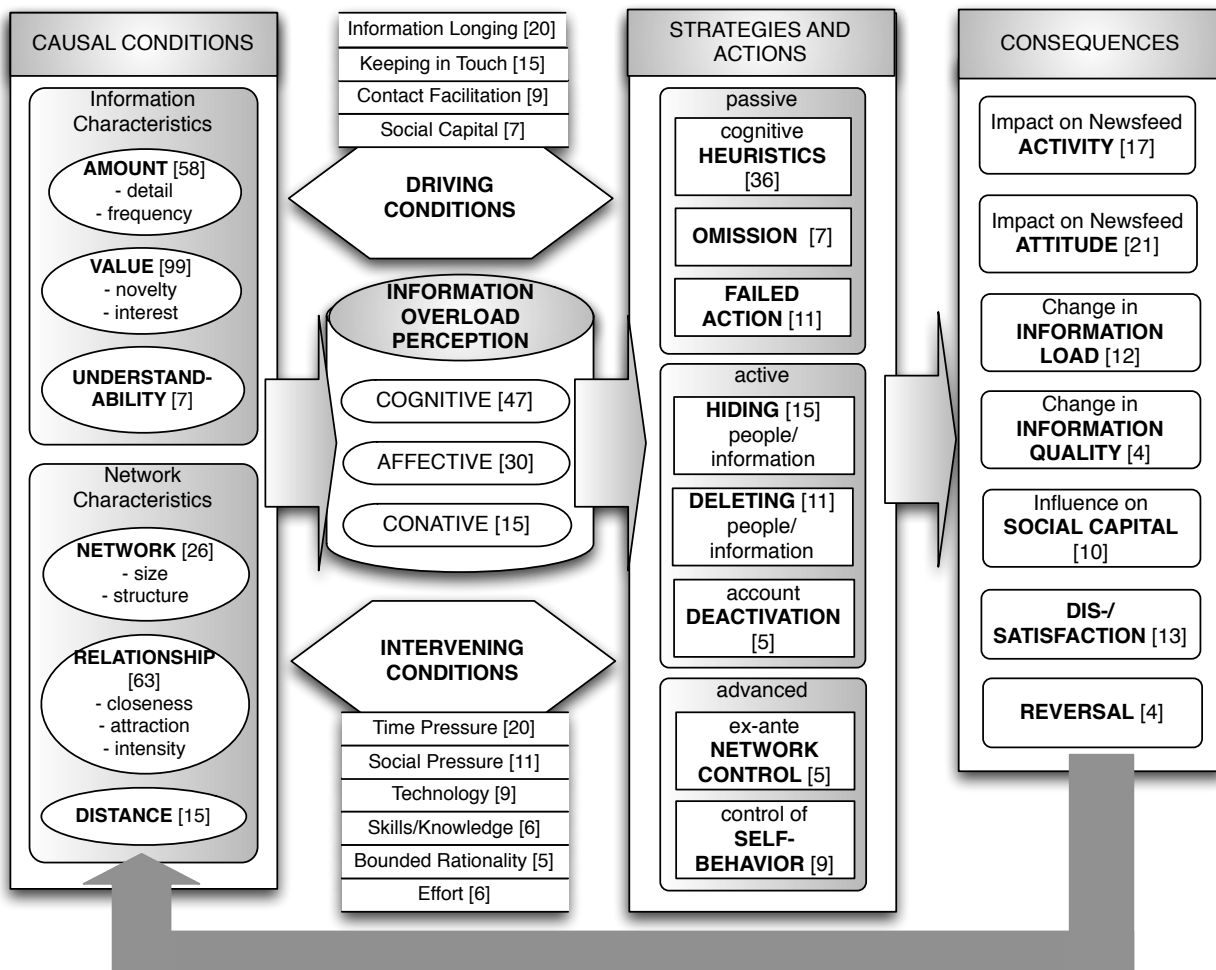 CAUSAL CONDITIONS
Information
Characteristics
AMOUNT [58]
- detail
- frequency
VALUE [99]
- novelty
- interest
UNDERSTAND-
ABILITY [7]
Network
Characteristics
NETWORK [26]
- size
- structure
RELATIONSHIP
[63]
- closeness
- attraction
- intensity
DISTANCE [15]
Information Longing [20]
Keeping in Touch [15]
Contact Facilitation [9]
Social Capital [7]
DRIVING
CONDITIONS
INFORMATION
OVERLOAD
PERCEPTION
COGNITIVE [47]
AFFECTIVE [30]
CONATIVE [15]
INTERVENING
CONDITIONS
Time Pressure [20]
Social Pressure [11]
Technology [9]
Skills/Knowledge [6]
Bounded Rationality [5]
Effort [6]
STRATEGIES AND
ACTIONS
passive
cognitive
HEURISTICS
[36]
OMISSION [7]
FAILED
ACTION [11]
active
HIDING [15]
people/
information
DELETING [11]
people/
information
account
DEACTIVATION
[5]
advanced
ex-ante
NETWORK
CONTROL [5]
control of
SELF-
BEHAVIOR [9]
CONSEQUENCES
Impact on Newsfeed
ACTIVITY [17]
Impact on Newsfeed
ATTITUDE [21]
Change in
INFORMATION
LOAD [12]
Change in
INFORMATION
QUALITY [4]
Influence on
SOCIAL CAPITAL
[10]
DIS-/
SATISFACTION [13]
REVERSAL [4]